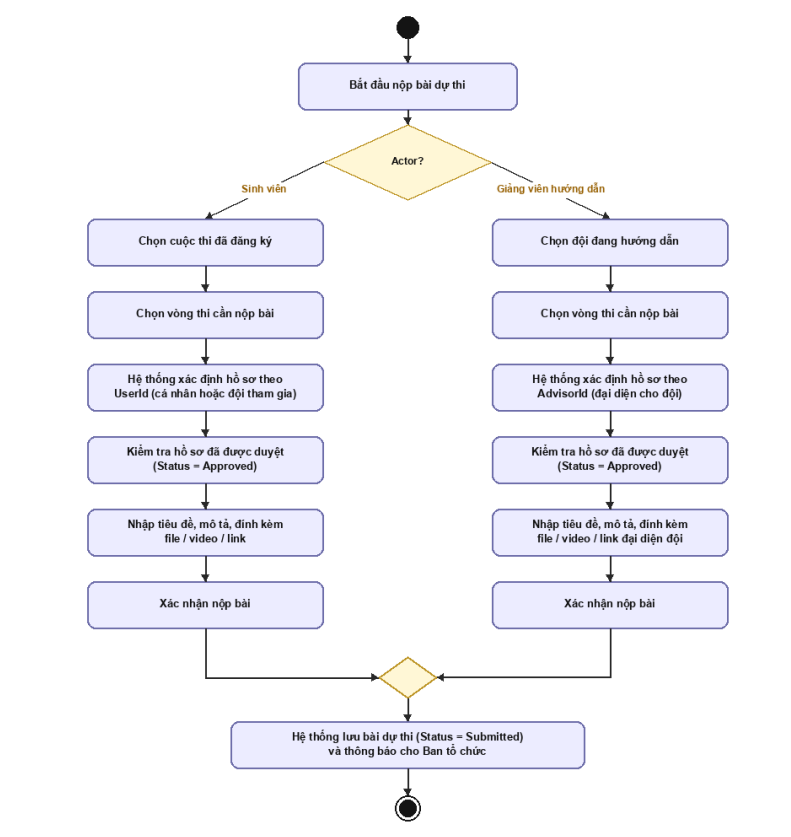 Bắt đầu nộp bài dự thi
Actor?
Sinh viên
Giảng viên hướng dẫn
Chọn cuộc thi đã đăng ký
Chọn đội đang hướng dẫn
Chọn vòng thi cần nộp bài
Chọn vòng thi cần nộp bài
Hệ thống xác định hồ sơ theo
UserId (cá nhân hoặc đội tham gia)
Hệ thống xác định hồ sơ theo
AdvisorId (đại diện cho đội)
Kiểm tra hồ sơ đã được duyệt
(Status = Approved)
Kiểm tra hồ sơ đã được duyệt
(Status = Approved)
Nhập tiêu đề, mô tả, đính kèm
file / video / link
Nhập tiêu đề, mô tả, đính kèm
file / video / link đại diện đội
Xác nhận nộp bài
Xác nhận nộp bài
Hệ thống lưu bài dự thi (Status = Submitted)
và thông báo cho Ban tổ chức